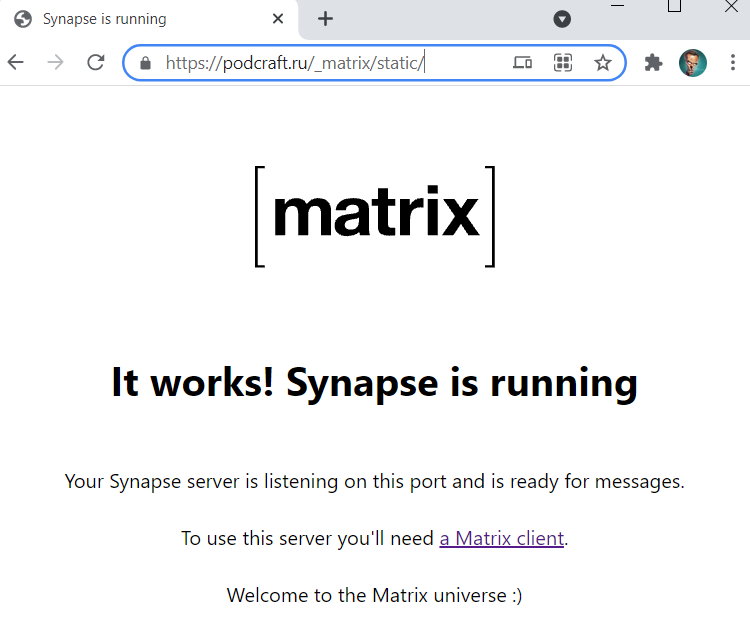 Synapse is running
https://podcraft.ru/_matrix/static/
[matrix]
It works! Synapse is running
Your Synapse server is listening on this port and is ready for messages.
To use this server you'll need a Matrix client.
Welcome to the Matrix universe :)